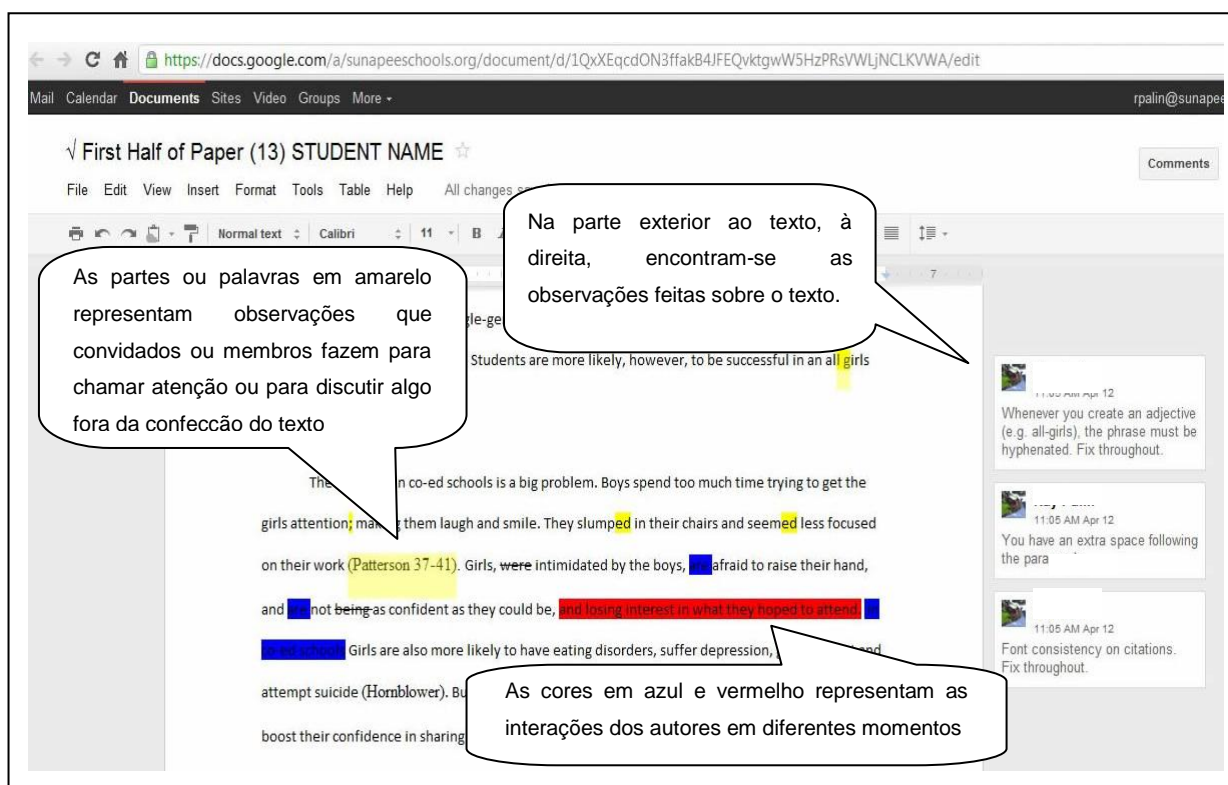 https://docs.google.com/a/sunapeeschools.org/document/d/1QxXEqcdON3ffakB4JFEQvktgwW5HzPRsVWLjNCLKVWA/edit
Mail Calendar Documents Sites Video Groups More
rpalin@sunapee
√ First Half of Paper (13) STUDENT NAME
Comments
File Edit View Insert Format Tools Table Help All changes
Normal text Calibri 11 B
7
Na parte exterior ao texto, à
direita, encontram-se as
observações feitas sobre o texto.
As partes ou palavras em amarelo
representam observações que
convidados ou membros fazem para
chamar atenção ou para discutir algo
fora da confecção do texto
Students are more likely, however, to be successful in an all girls
11:05 AM Apr 12
Whenever you create an adjective
(e.g. all-girls), the phrase must be
hyphenated. Fix throughout.
co-ed schools is a big problem. Boys spend too much time trying to get the
girls attention; making them laugh and smile. They slumped in their chairs and seemed less focused
on their work (Patterson 37-41). Girls, were intimidated by the boys, are afraid to raise their hand,
and are not being as confident as they could be, and losing interest in what they hoped to attend. In
co-ed schools Girls are also more likely to have eating disorders, suffer depression,
attempt suicide (Hornblower).
boost their confidence in sharing
11:05 AM Apr 12
You have an extra space following
the para
11:05 AM Apr 12
Font consistency on citations.
Fix throughout.
As cores em azul e vermelho representam as
interações dos autores em diferentes momentos